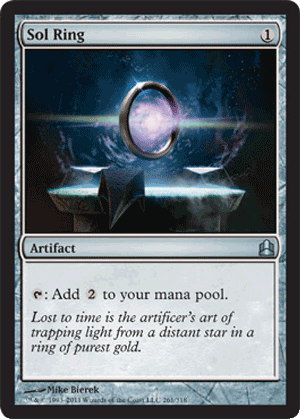 Sol Ring 1
Artifact
: Add 2 to your mana pool.
Lost to time is the artificer's art of
trapping light from a distant star in a
ring of purest gold.
Mike Bierek
™ & © 1993–2011 Wizards of the Coast LLC 261/318